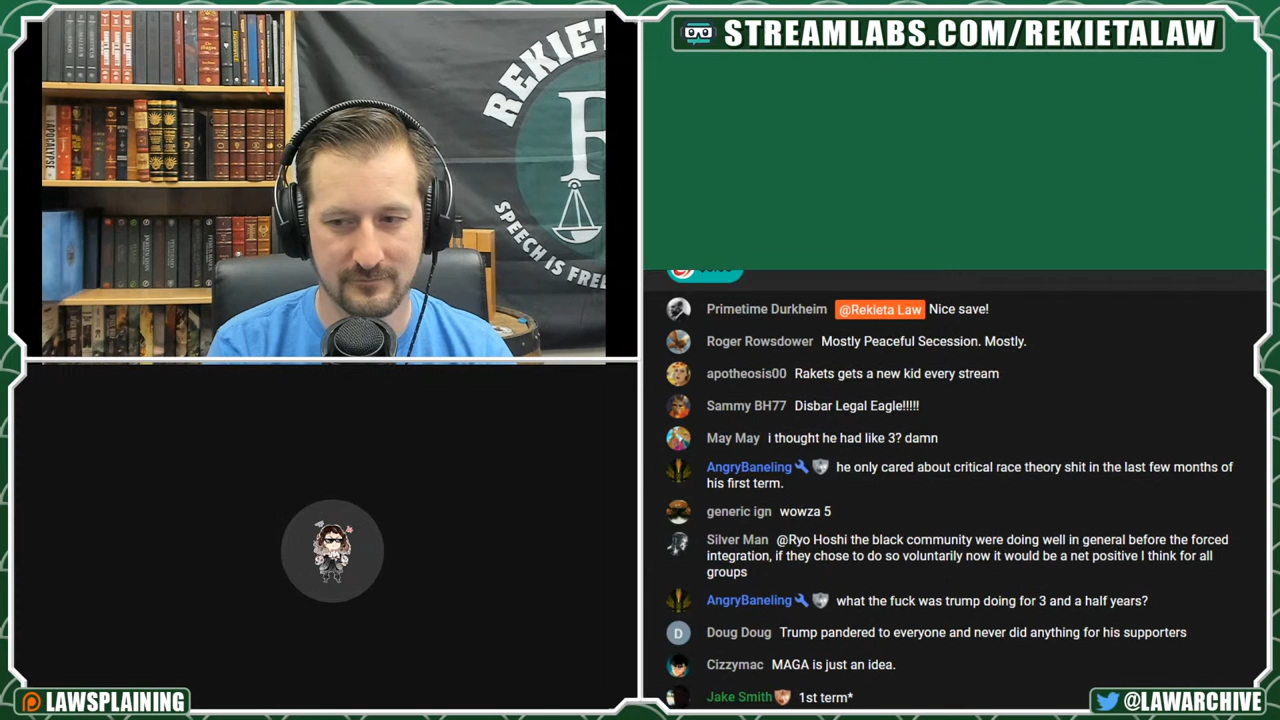 STREAMLABS.COM/REKIETALAW
REKIET
R
SPEECH IS FREE
APOCALYPSE
Primetime Durkheim @Rekieta Law Nice save!
Roger Rowsdower Mostly Peaceful Secession. Mostly.
apotheosis00 Rakets gets a new kid every stream
Sammy BH77 Disbar Legal Eagle!!!!!
May May i thought he had like 3? damn
AngryBaneling he only cared about critical race theory shit in the last few months of
his first term.
generic ign wowza 5
Silver Man @Ryo Hoshi the black community were doing well in general before the forced
integration, if they chose to do so voluntarily now it would be a net positive I think for all
groups
AngryBaneling what the fuck was trump doing for 3 and a half years?
D Doug Doug Trump pandered to everyone and never did anything for his supporters
Cizzymac MAGA is just an idea.
Jake Smith 1st term*
LAWSPLAINING
@LAWARCHIVE